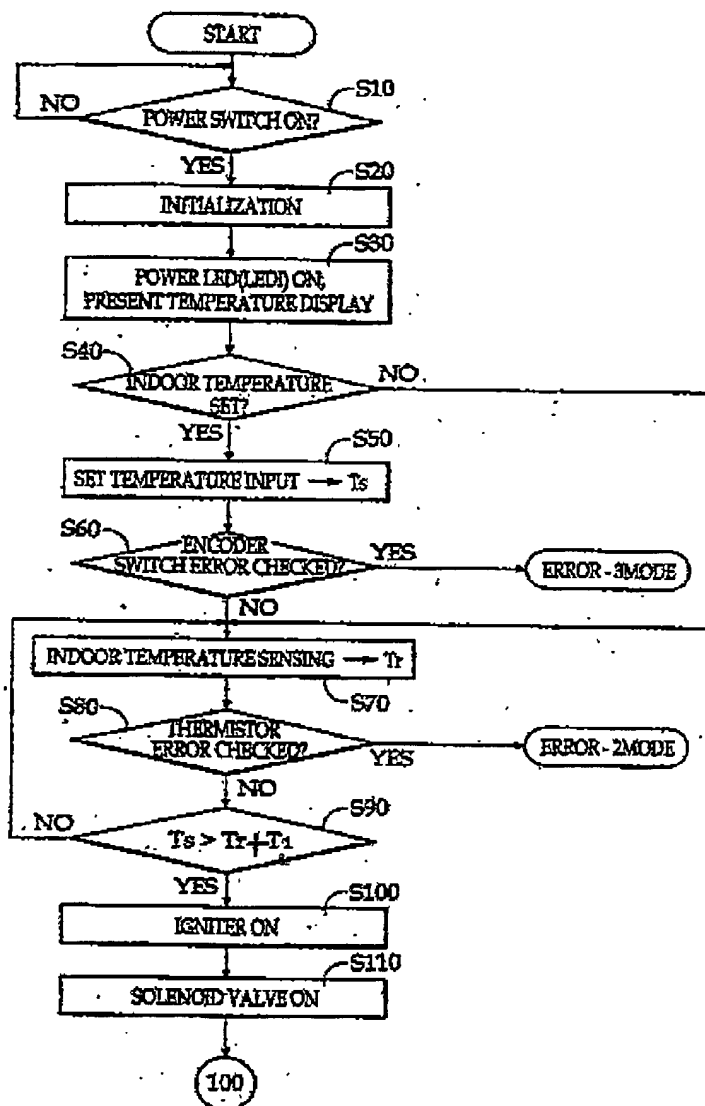 START
NO
S10
POWER SWITCH ON?
YES
S20
INITIALIZATION
S30
POWER LED(LED1) ON,
PRESENT TEMPERATURE DISPLAY
S40
INDOOR TEMPERATURE
SET?
NO
YES
S50
SET TEMPERATURE INPUT → Ts
S60
ENCODER
SWITCH ERROR CHECKED?
YES
ERROR - 3MODE
NO
INDOOR TEMPERATURE SENSING → Tr
S70
S80
THERMISTOR
ERROR CHECKED?
YES
ERROR - 2MODE
NO
S90
NO
Ts > Tr + T1
YES
S100
IGNITER ON
S110
SOLENOID VALVE ON
100